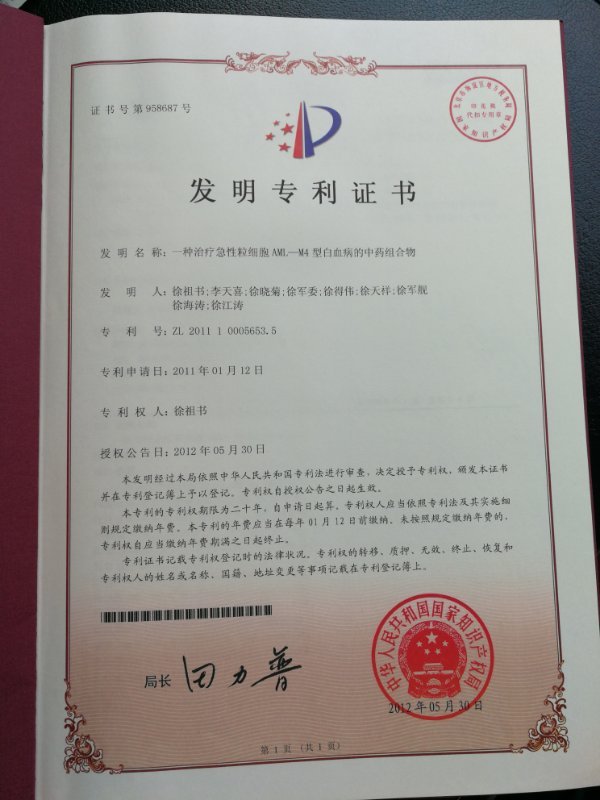 证书号第958687号
印花税
代扣专用章
国家知识产权局
发明专利证书
发 明 名 称：一种治疗急性粒细胞AML—M4型白血病的中药组合物
发 明 人：徐祖书;李天喜;徐晓菊;徐军委;徐得伟;徐天祥;徐军舰
徐海涛;徐江涛
专 利 号：ZL 2011 1 0005653.5
专利申请日：2011年01月12日
专 利 权 人：徐祖书
授权公告日：2012年05月30日
本发明经过本局依照中华人民共和国专利法进行审查，决定授予专利权，颁发本证书
并在专利登记簿上予以登记。专利权自授权公告之日起生效。
本专利的专利权期限为二十年，自申请日起算。专利权人应当依照专利法及其实施细
则规定缴纳年费。本专利的年费应当在每年01月12日前缴纳。未按照规定缴纳年费的，
专利权自应当缴纳年费期满之日起终止。
专利证书记载专利权登记时的法律状况。专利权的转移、质押、无效、终止、恢复和
专利权人的姓名或名称、国籍、地址变更等事项记载在专利登记簿上。
局长 田力普
中华人民共和国国家知识产权局
2012年05月30日
第1页（共1页）